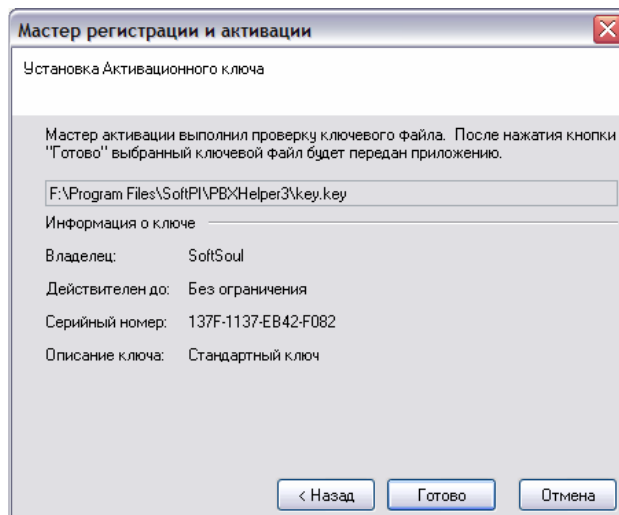 Мастер регистрации и активации
Установка Активационного ключа
Мастер активации выполнил проверку ключевого файла. После нажатия кнопки
"Готово" выбранный ключевой файл будет передан приложению.
F:\Program Files\SoftPI\PBXHelper3\key.key
Информация о ключе
Владелец: SoftSoul
Действителен до: Без ограничения
Серийный номер: 137F-1137-EB42-F082
Описание ключа: Стандартный ключ
< Назад Готово Отмена